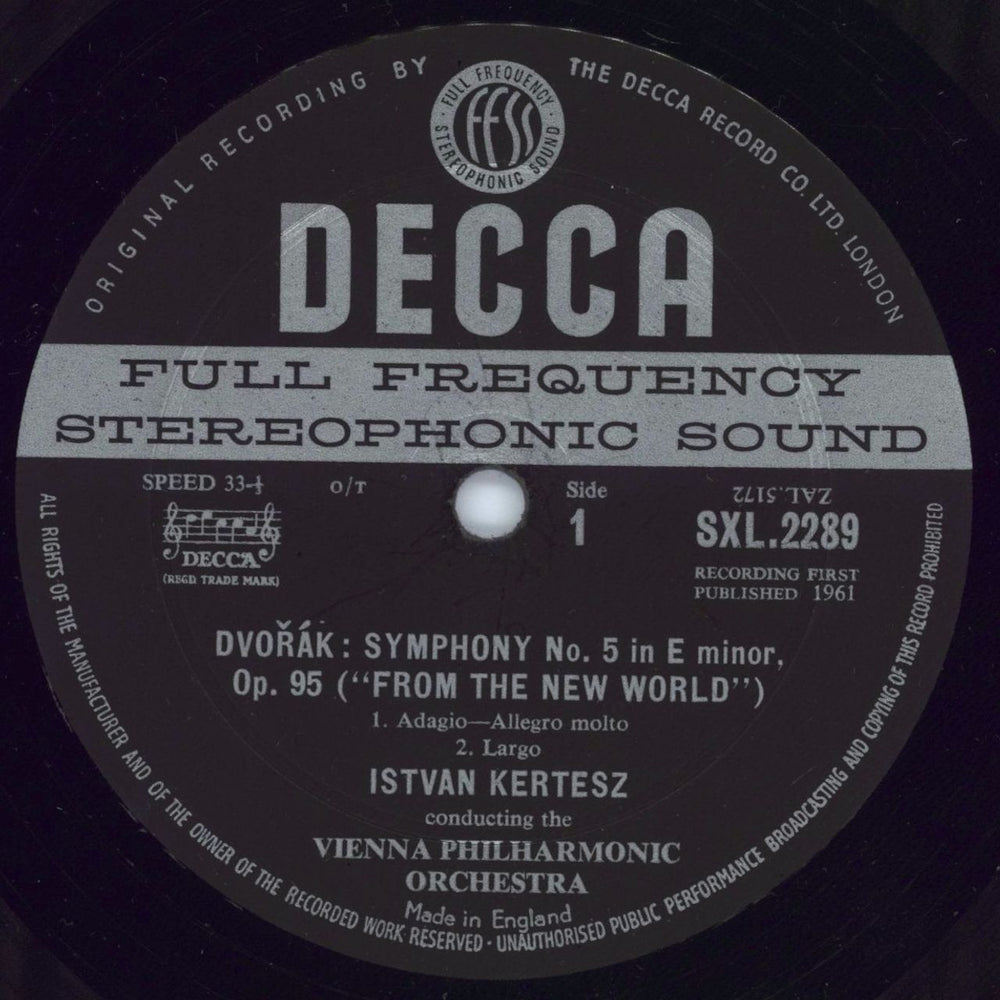 ORIGINAL RECORDING BY THE DECCA RECORD CO. LTD. LONDON
FULL FREQUENCY
FFSS
STEREOPHONIC SOUND
DECCA
FULL FREQUENCY
STEREOPHONIC SOUND
SPEED 33⅓ O/T Side ZAL.5172
1 SXL.2289
DECCA
(REGD. TRADE MARK)
RECORDING FIRST
PUBLISHED 1961
DVOŘÁK: SYMPHONY No. 5 in E minor,
Op. 95 (“FROM THE NEW WORLD”)
1. Adagio—Allegro molto
2. Largo
ISTVAN KERTESZ
conducting the
VIENNA PHILHARMONIC
ORCHESTRA
Made in England
ALL RIGHTS OF THE MANUFACTURER AND OF THE OWNER OF THE RECORDED WORK RESERVED · UNAUTHORISED PUBLIC PERFORMANCE BROADCASTING AND COPYING OF THIS RECORD PROHIBITED